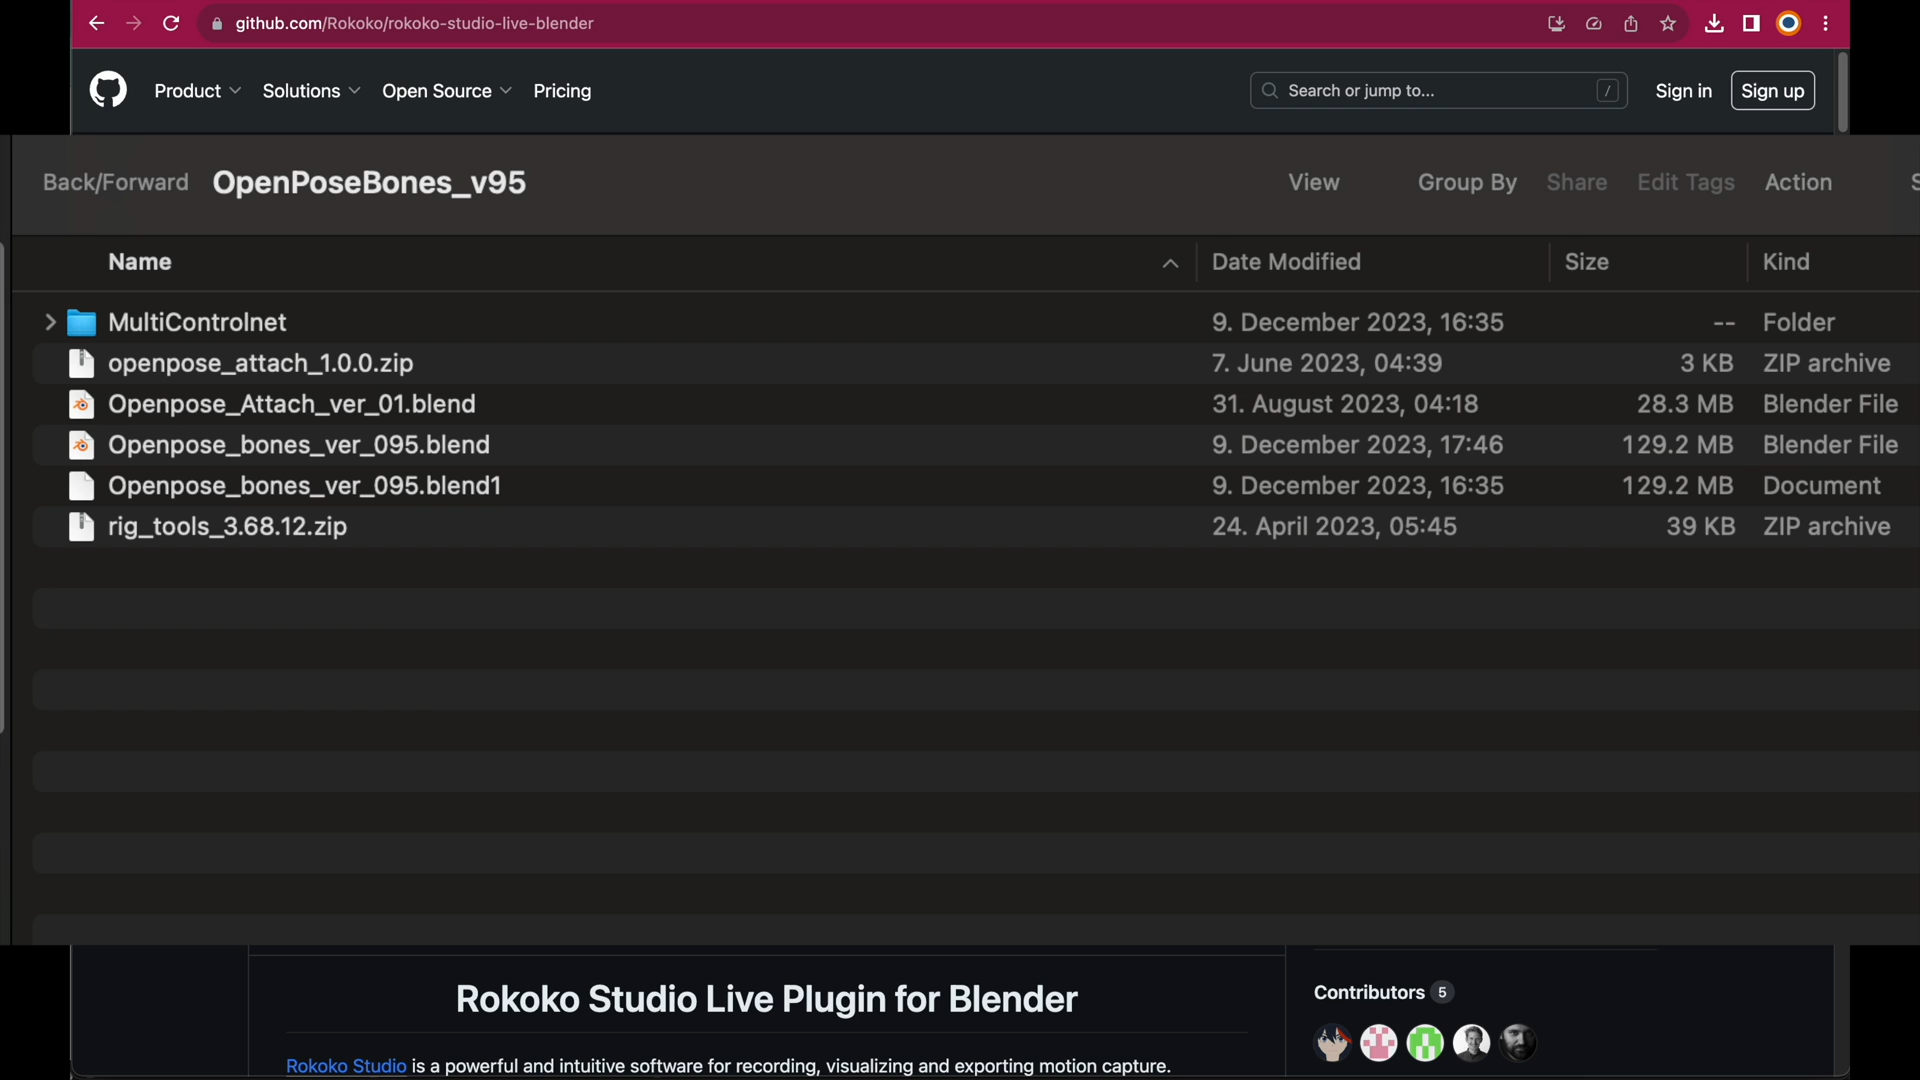 github.com/Rokoko/rokoko-studio-live-blender
Product Solutions Open Source Pricing Search or jump to... / Sign in Sign up
Back/Forward OpenPoseBones_v95 View Group By Share Edit Tags Action S
Name Date Modified Size Kind
MultiControlnet 9. December 2023, 16:35 -- Folder
openpose_attach_1.0.0.zip 7. June 2023, 04:39 3 KB ZIP archive
Openpose_Attach_ver_01.blend 31. August 2023, 04:18 28.3 MB Blender File
Openpose_bones_ver_095.blend 9. December 2023, 17:46 129.2 MB Blender File
Openpose_bones_ver_095.blend1 9. December 2023, 16:35 129.2 MB Document
rig_tools_3.68.12.zip 24. April 2023, 05:45 39 KB ZIP archive
Rokoko Studio Live Plugin for Blender
Contributors 5
Rokoko Studio is a powerful and intuitive software for recording, visualizing and exporting motion capture.